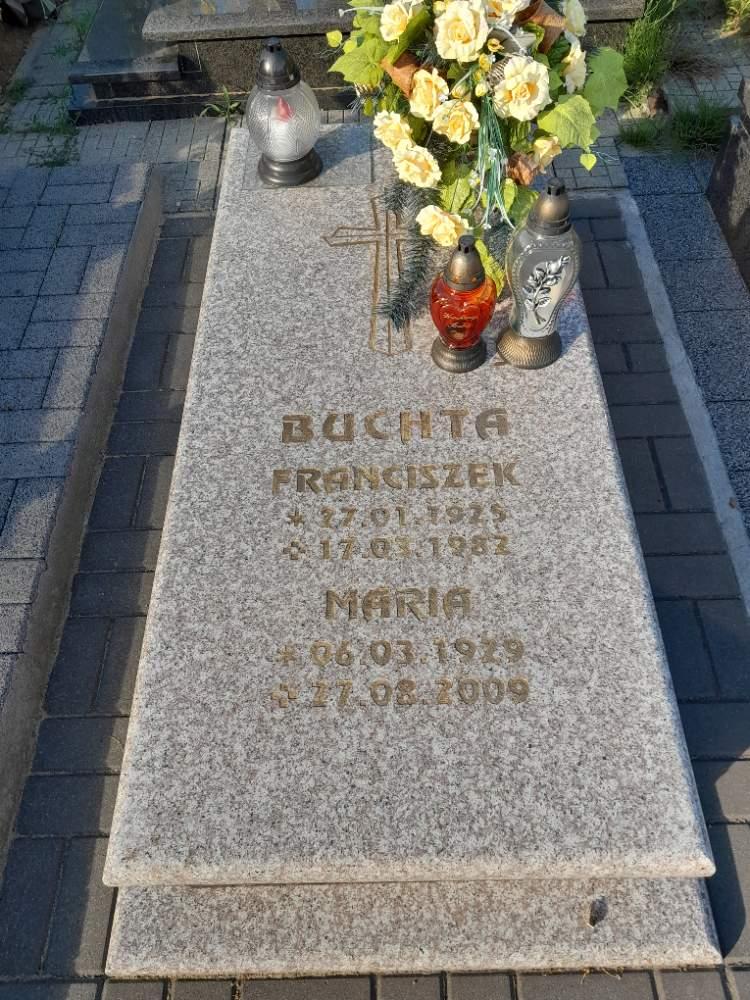 BUCHTA
FRANCISZEK
* 27.01.1925
✢ 17.03.1982
MARIA
* 06.03.1929
✢ 27.08.2009